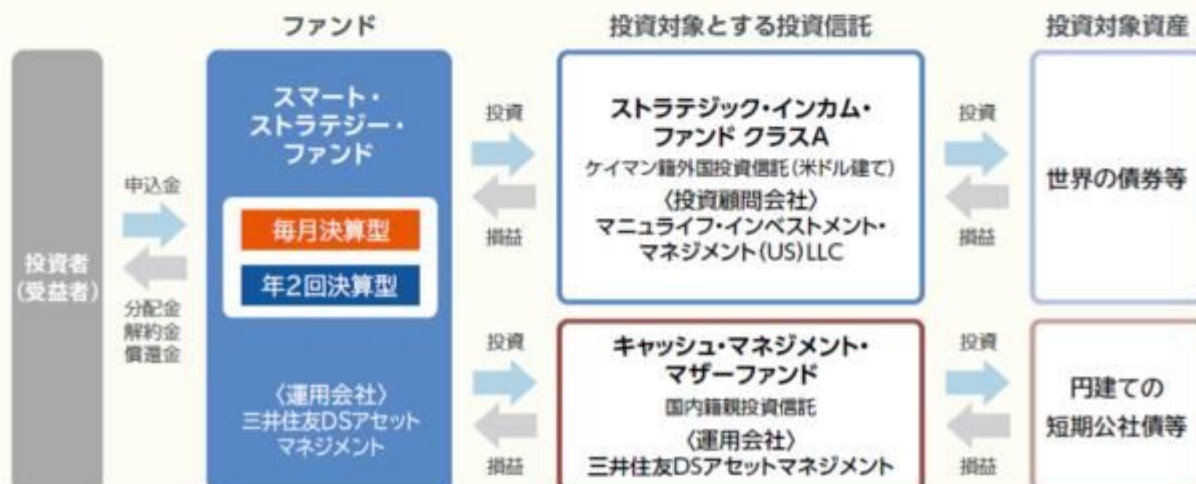 ファンド
投資対象とする投資信託
投資対象資産
投資者
(受益者)
申込金
分配金
解約金
償還金
スマート・
ストラテジー・
ファンド
毎月決算型
年2回決算型
〈運用会社〉
三井住友DSアセット
マネジメント
投資
損益
ストラテジック・インカム・
ファンド クラスA
ケイマン籍外国投資信託(米ドル建て)
〈投資顧問会社〉
マニュライフ・インベストメント・
マネジメント(US)LLC
投資
損益
世界の債券等
投資
損益
キャッシュ・マネジメント・
マザーファンド
国内籍親投資信託
〈運用会社〉
三井住友DSアセットマネジメント
投資
損益
円建ての
短期公社債等